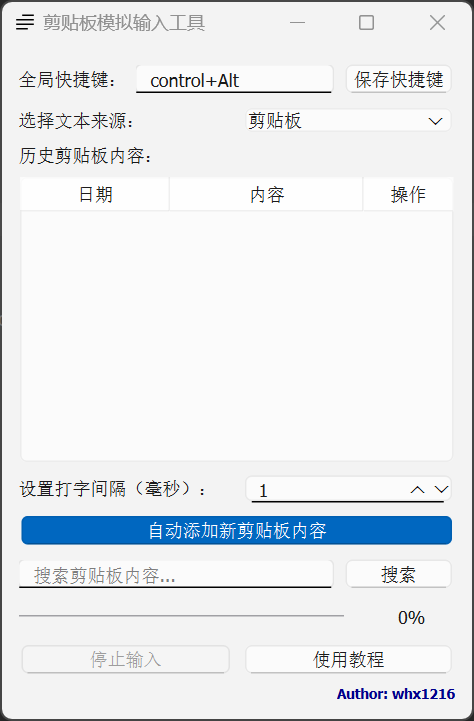 剪贴板模拟输入工具
全局快捷键： control+Alt 保存快捷键
选择文本来源： 剪贴板
历史剪贴板内容：
日期 内容 操作
设置打字间隔（毫秒）： 1
自动添加新剪贴板内容
搜索剪贴板内容... 搜索
0%
停止输入 使用教程
Author: whx1216